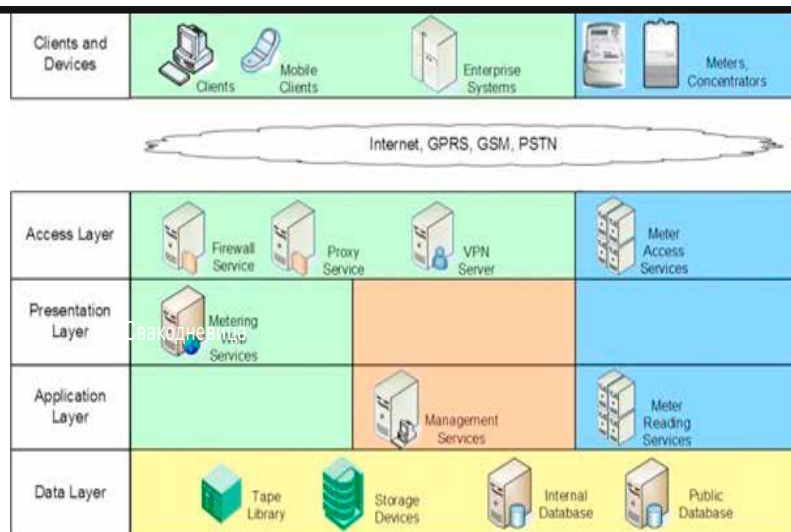 Clients and
Devices
Clients
Mobile
Clients
Enterprise
Systems
Meters,
Concentrators
Internet, GPRS, GSM, PSTN
Access Layer
Firewall
Service
Proxy
Service
VPN
Server
Meter
Access
Services
Presentation
Layer
Metering
Web
Services
Свакодневица
Application
Layer
Management
Services
Meter
Reading
Services
Data Layer
Tape
Library
Storage
Devices
Internal
Database
Public
Database